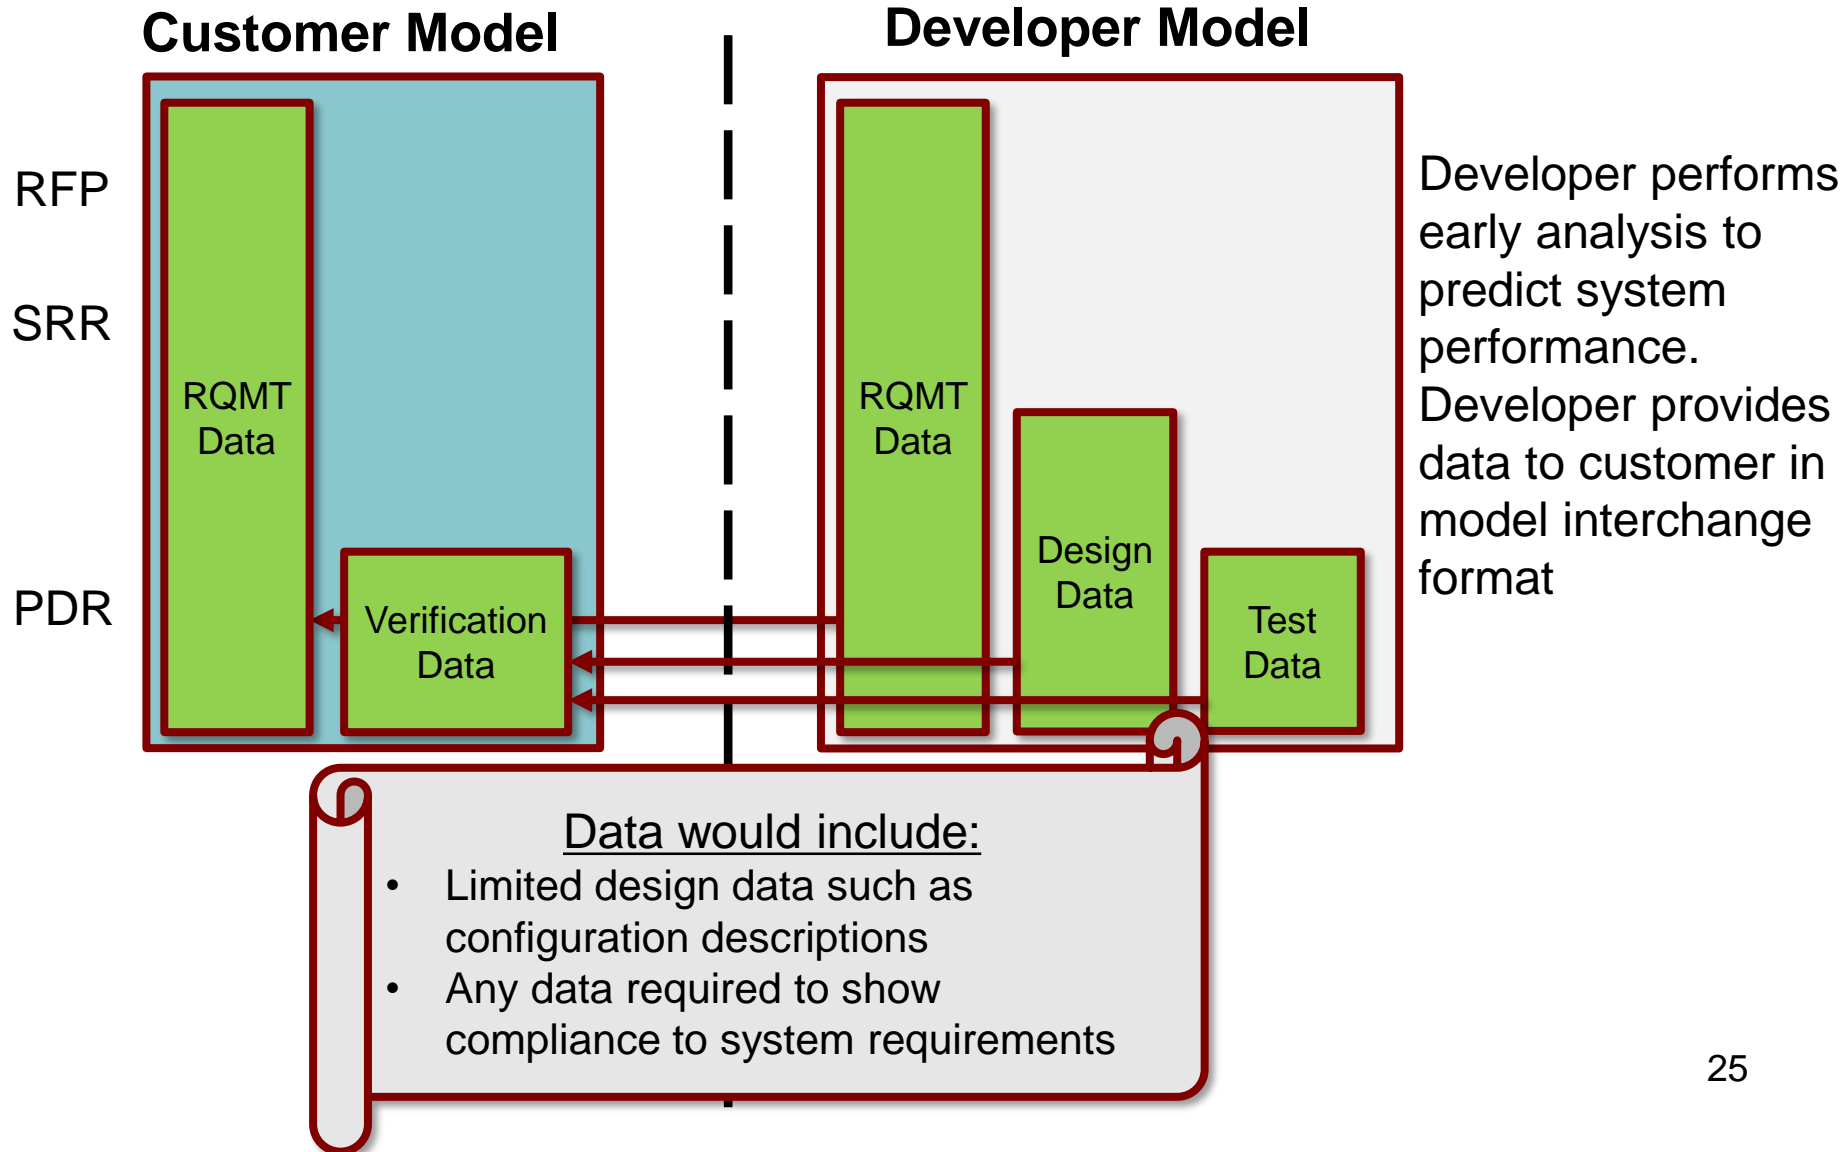 Customer Model
Developer Model
RFP
SRR
PDR
RQMT
Data
Verification
Data
RQMT
Data
Design
Data
Test
Data
Developer performs
early analysis to
predict system
performance.
Developer provides
data to customer in
model interchange
format
Data would include:
• Limited design data such as
configuration descriptions
• Any data required to show
compliance to system requirements
25